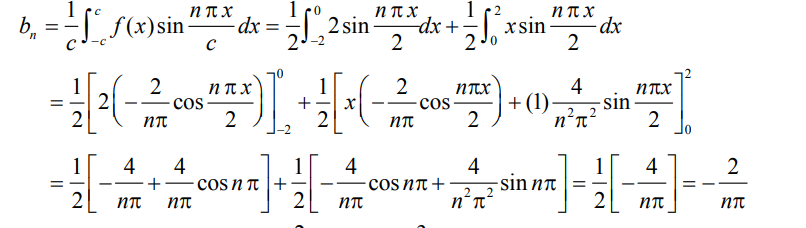 b_n = \frac{1}{c}\int_{-c}^{c} f(x) \sin \frac{n\pi x}{c} dx = \frac{1}{2}\int_{-2}^{0} 2 \sin \frac{n\pi x}{2} dx + \frac{1}{2}\int_{0}^{2} x \sin \frac{n\pi x}{2} dx
= \frac{1}{2}\left[2\left(-\frac{2}{n\pi} \cos \frac{n\pi x}{2}\right)\right]_{-2}^{0} + \frac{1}{2}\left[x\left(-\frac{2}{n\pi} \cos \frac{n\pi x}{2}\right) + (1)\frac{4}{n^2\pi^2} \sin \frac{n\pi x}{2}\right]_{0}^{2}
= \frac{1}{2}\left[-\frac{4}{n\pi} + \frac{4}{n\pi} \cos n\pi\right] + \frac{1}{2}\left[-\frac{4}{n\pi} \cos n\pi + \frac{4}{n^2\pi^2} \sin n\pi\right] = \frac{1}{2}\left[-\frac{4}{n\pi}\right] = -\frac{2}{n\pi}